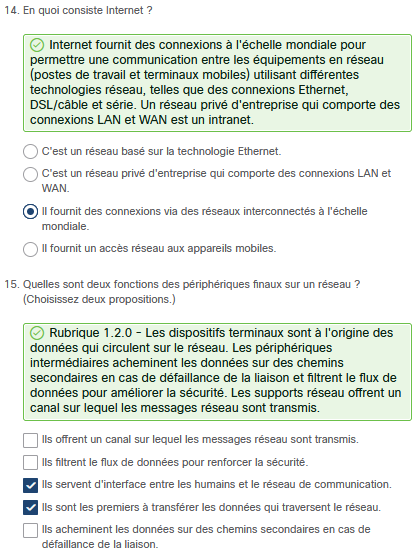 14. En quoi consiste Internet ?
Internet fournit des connexions à l'échelle mondiale pour
permettre une communication entre les équipements en réseau
(postes de travail et terminaux mobiles) utilisant différentes
technologies réseau, telles que des connexions Ethernet,
DSL/câble et série. Un réseau privé d'entreprise qui comporte des
connexions LAN et WAN est un intranet.
C'est un réseau basé sur la technologie Ethernet.
C'est un réseau privé d'entreprise qui comporte des connexions LAN et
WAN.
Il fournit des connexions via des réseaux interconnectés à l'échelle
mondiale.
Il fournit un accès réseau aux appareils mobiles.
15. Quelles sont deux fonctions des périphériques finaux sur un réseau ?
(Choisissez deux propositions.)
Rubrique 1.2.0 - Les dispositifs terminaux sont à l'origine des
données qui circulent sur le réseau. Les périphériques
intermédiaires acheminent les données sur des chemins
secondaires en cas de défaillance de la liaison et filtrent le flux de
données pour améliorer la sécurité. Les supports réseau offrent un
canal sur lequel les messages réseau sont transmis.
Ils offrent un canal sur lequel les messages réseau sont transmis.
Ils filtrent le flux de données pour renforcer la sécurité.
Ils servent d'interface entre les humains et le réseau de communication.
Ils sont les premiers à transférer les données qui traversent le réseau.
Ils acheminent les données sur des chemins secondaires en cas de
défaillance de la liaison.